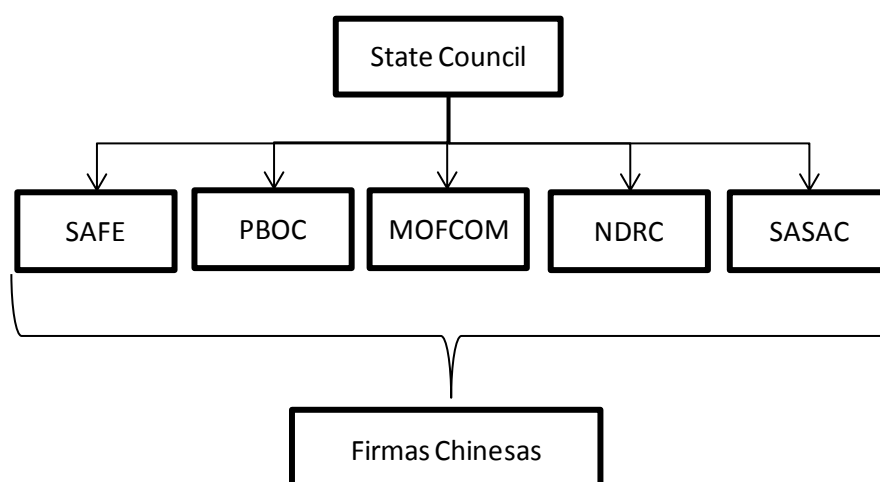 State Council
SAFE
PBOC
MOFCOM
NDRC
SASAC
Firmas Chinesas